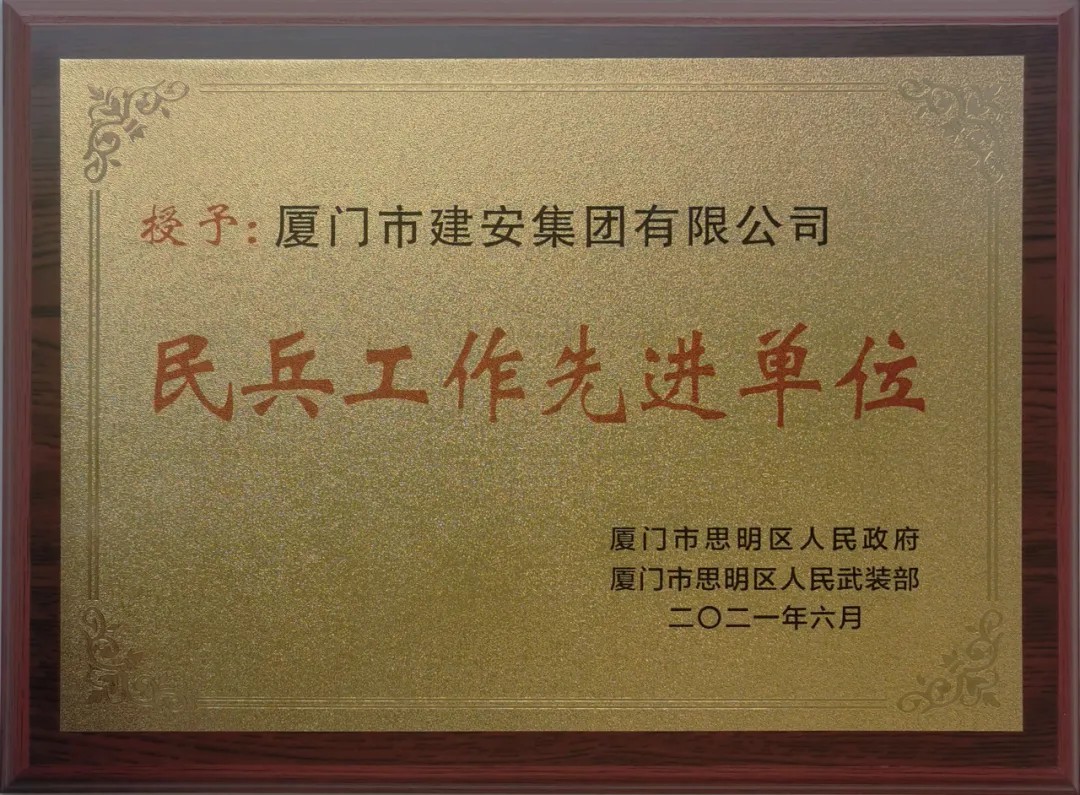 授予:厦门市建安集团有限公司
民兵工作先进单位
厦门市思明区人民政府
厦门市思明区人民武装部
二〇二一年六月